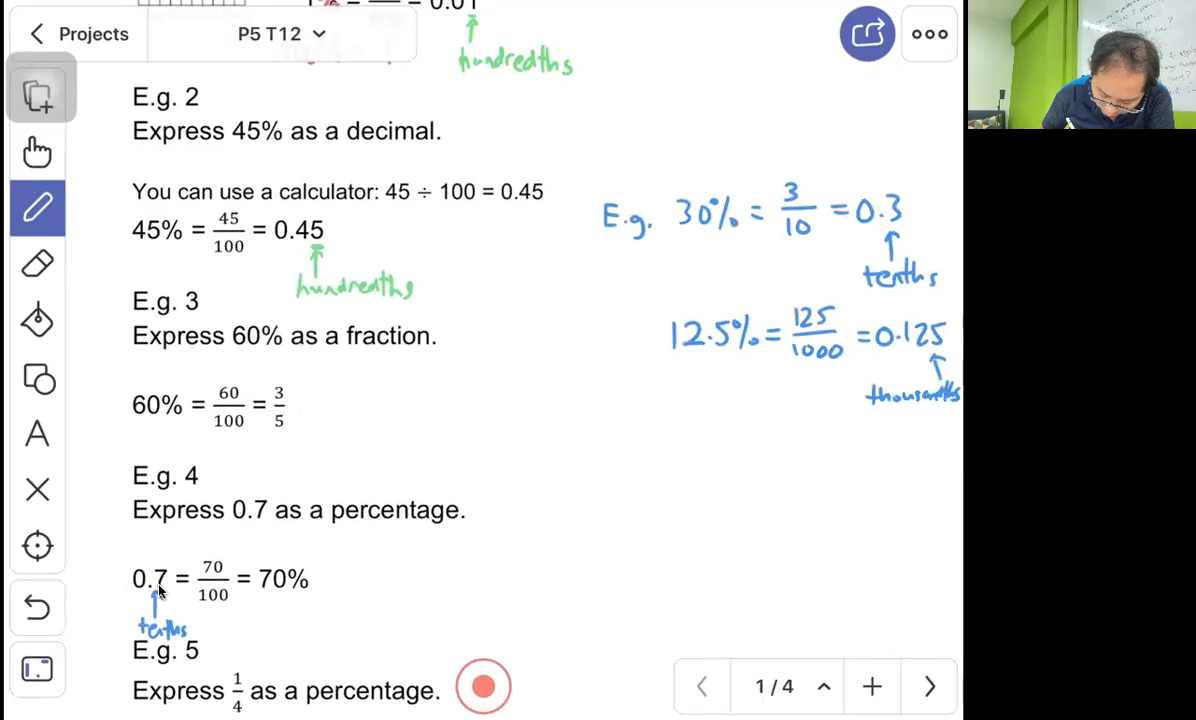 = 0.01
Projects
P5 T12
hundredths
E.g. 2
Express 45% as a decimal.
You can use a calculator: 45 ÷ 100 = 0.45
45% = 45/100 = 0.45
hundredths
E.g. 3
Express 60% as a fraction.
60% = 60/100 = 3/5
E.g. 4
Express 0.7 as a percentage.
0.7 = 70/100 = 70%
tenths
E.g. 5
Express 1/4 as a percentage.
E.g. 30% = 3/10 = 0.3
tenths
12.5% = 125/1000 = 0.125
thousandths
1 / 4
A